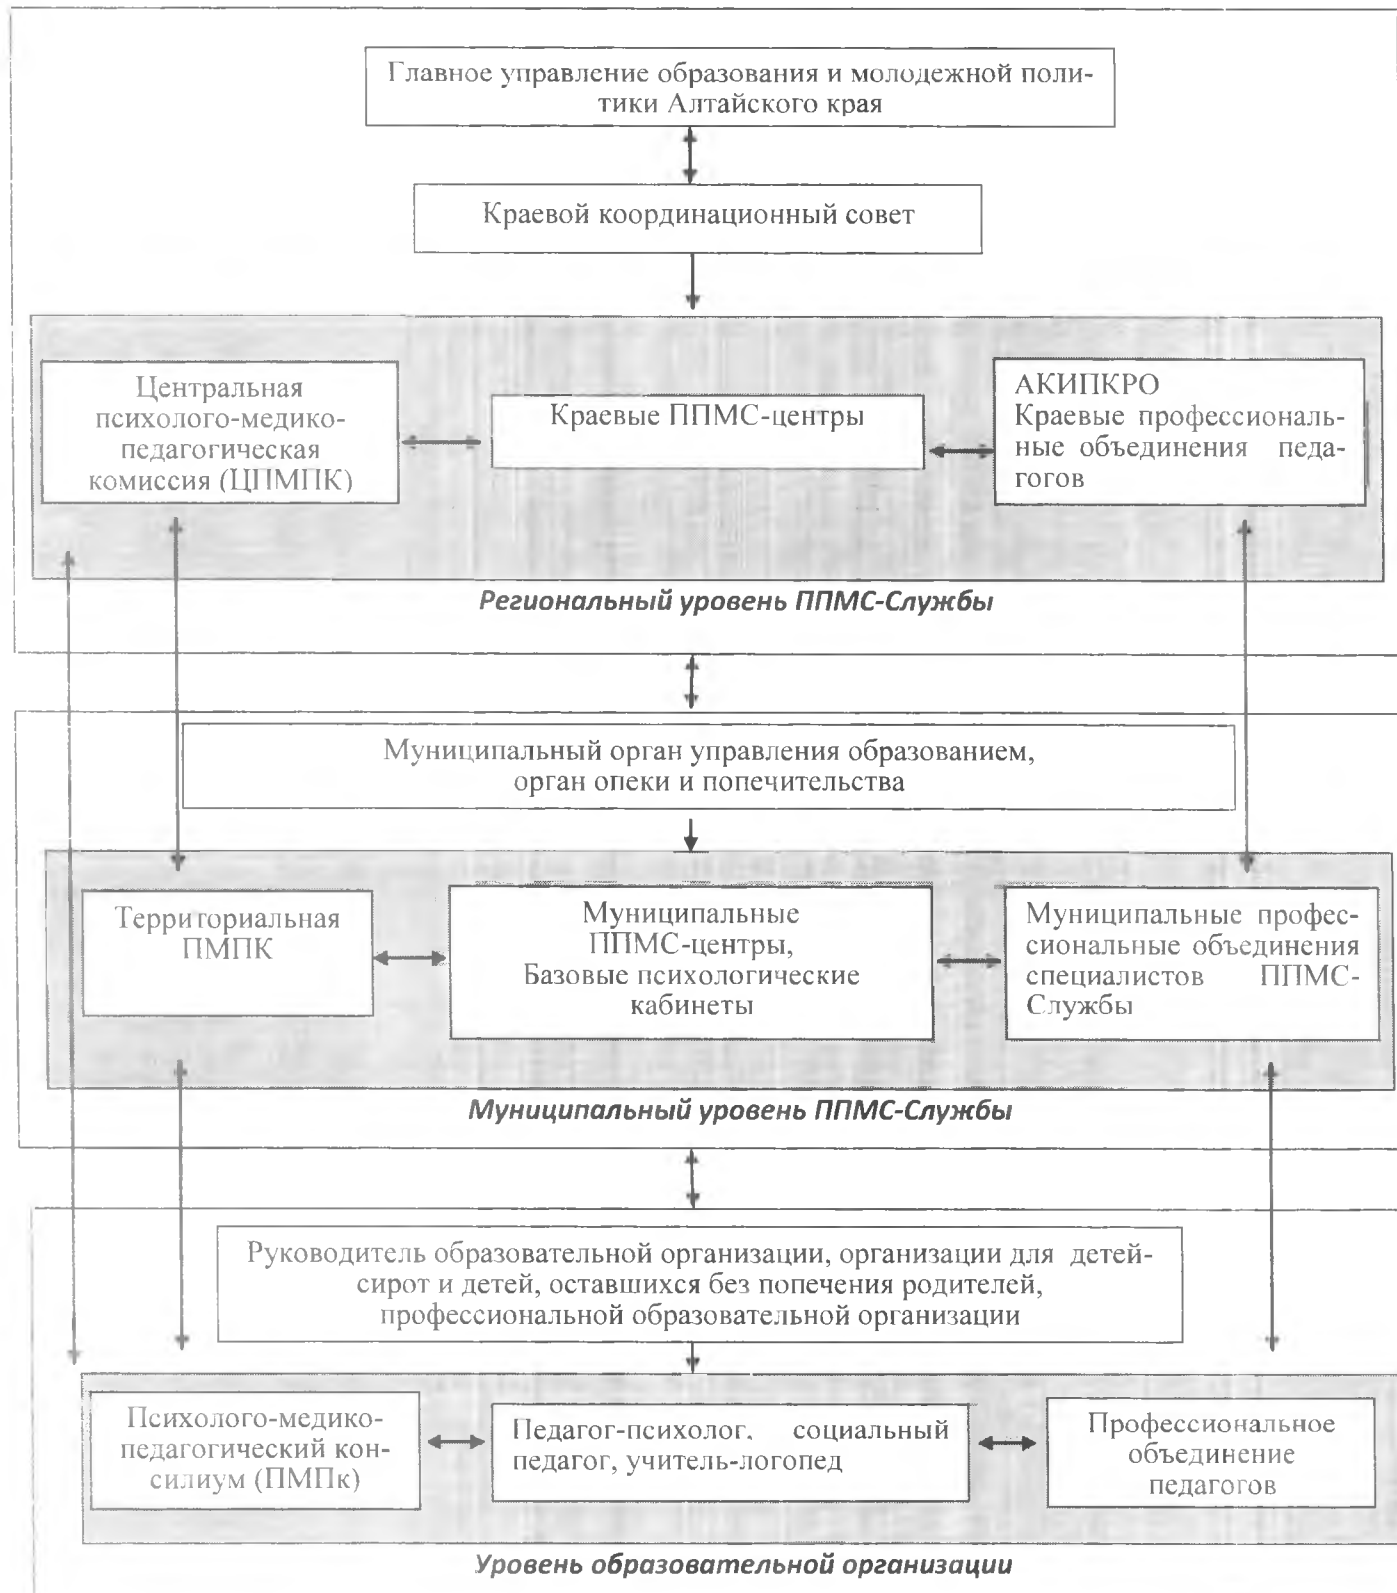 Главное управление образования и молодежной поли-
тики Алтайского края
Краевой координационный совет
Центральная
психолого-медико-
педагогическая
комиссия (ЦПМПК)
Краевые ППМС-центры
АКИПКРО
Краевые профессиональ-
ные объединения педа-
гогов
Региональный уровень ППМС-Службы
Муниципальный орган управления образованием,
орган опеки и попечительства
Территориальная
ПМПК
Муниципальные
ППМС-центры,
Базовые психологические
кабинеты
Муниципальные профес-
сиональные объединения
специалистов ППМС-
Службы
Муниципальный уровень ППМС-Службы
Руководитель образовательной организации, организации для детей-
сирот и детей, оставшихся без попечения родителей,
профессиональной образовательной организации
Психолого-медико-
педагогический кон-
силиум (ПМПк)
Педагог-психолог, социальный
педагог, учитель-логопед
Профессиональное
объединение
педагогов
Уровень образовательной организации